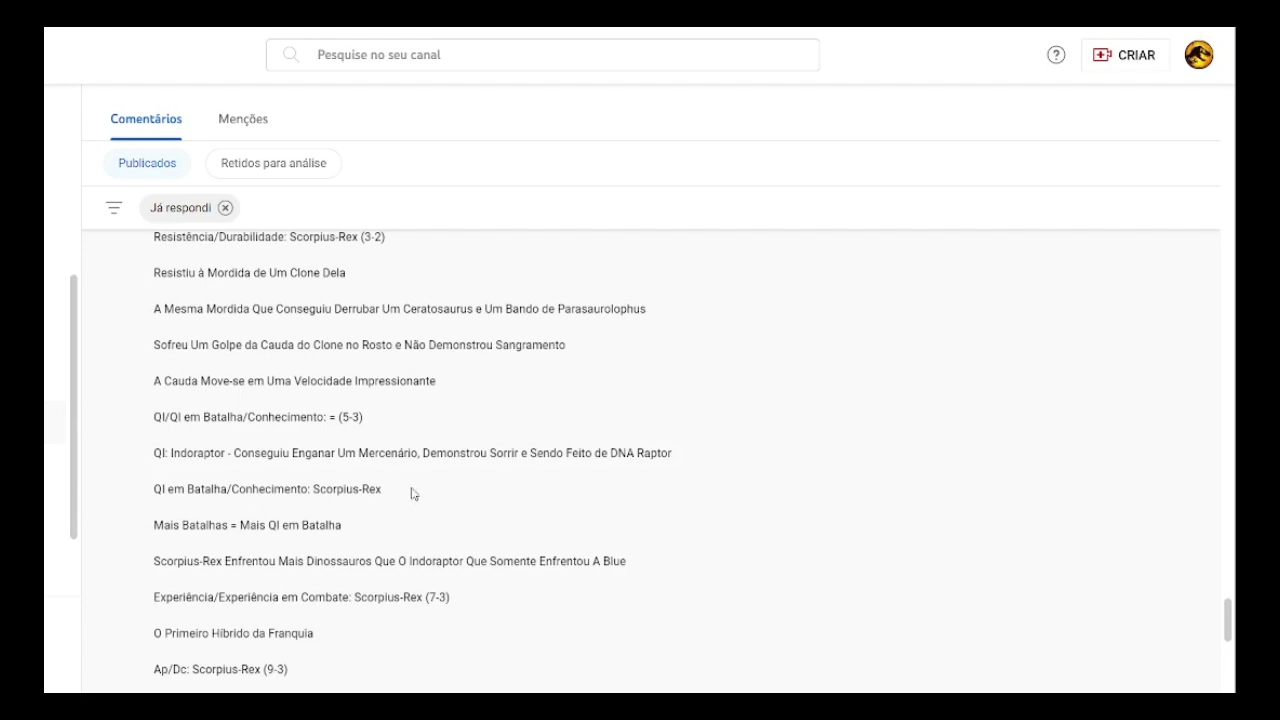 Pesquise no seu canal
CRIAR
Comentários
Menções
Publicados
Retidos para análise
Já respondi
Resistência/Durabilidade: Scorpius-Rex (3-2)
Resistiu à Mordida de Um Clone Dela
A Mesma Mordida Que Conseguiu Derrubar Um Ceratosaurus e Um Bando de Parasaurolophus
Sofreu Um Golpe da Cauda do Clone no Rosto e Não Demonstrou Sangramento
A Cauda Move-se em Uma Velocidade Impressionante
QI/QI em Batalha/Conhecimento: = (5-3)
QI: Indoraptor - Conseguiu Enganar Um Mercenário, Demonstrou Sorrir e Sendo Feito de DNA Raptor
QI em Batalha/Conhecimento: Scorpius-Rex
Mais Batalhas = Mais QI em Batalha
Scorpius-Rex Enfrentou Mais Dinossauros Que O Indoraptor Que Somente Enfrentou A Blue
Experiência/Experiência em Combate: Scorpius-Rex (7-3)
O Primeiro Híbrido da Franquia
Ap/Dc: Scorpius-Rex (9-3)